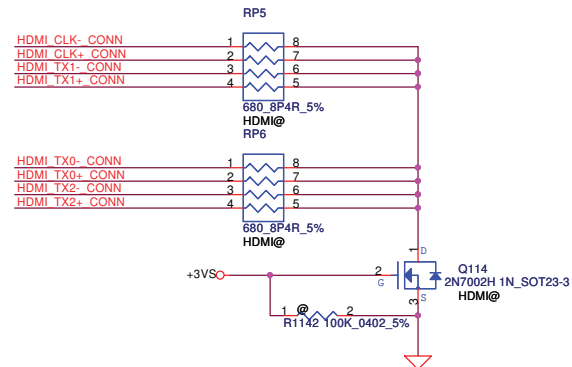 RP5
HDMI_CLK-_CONN 1 8
HDMI_CLK+_CONN 2 7
HDMI_TX1-_CONN 3 6
HDMI_TX1+_CONN 4 5
680_8P4R_5%
HDMI@
RP6
HDMI_TX0-_CONN 1 8
HDMI_TX0+_CONN 2 7
HDMI_TX2-_CONN 3 6
HDMI_TX2+_CONN 4 5
680_8P4R_5%
HDMI@
1 D
+3VS 2 G
Q114
2N7002H 1N_SOT23-3
HDMI@
3 S
1 @ 2
R1142 100K_0402_5%